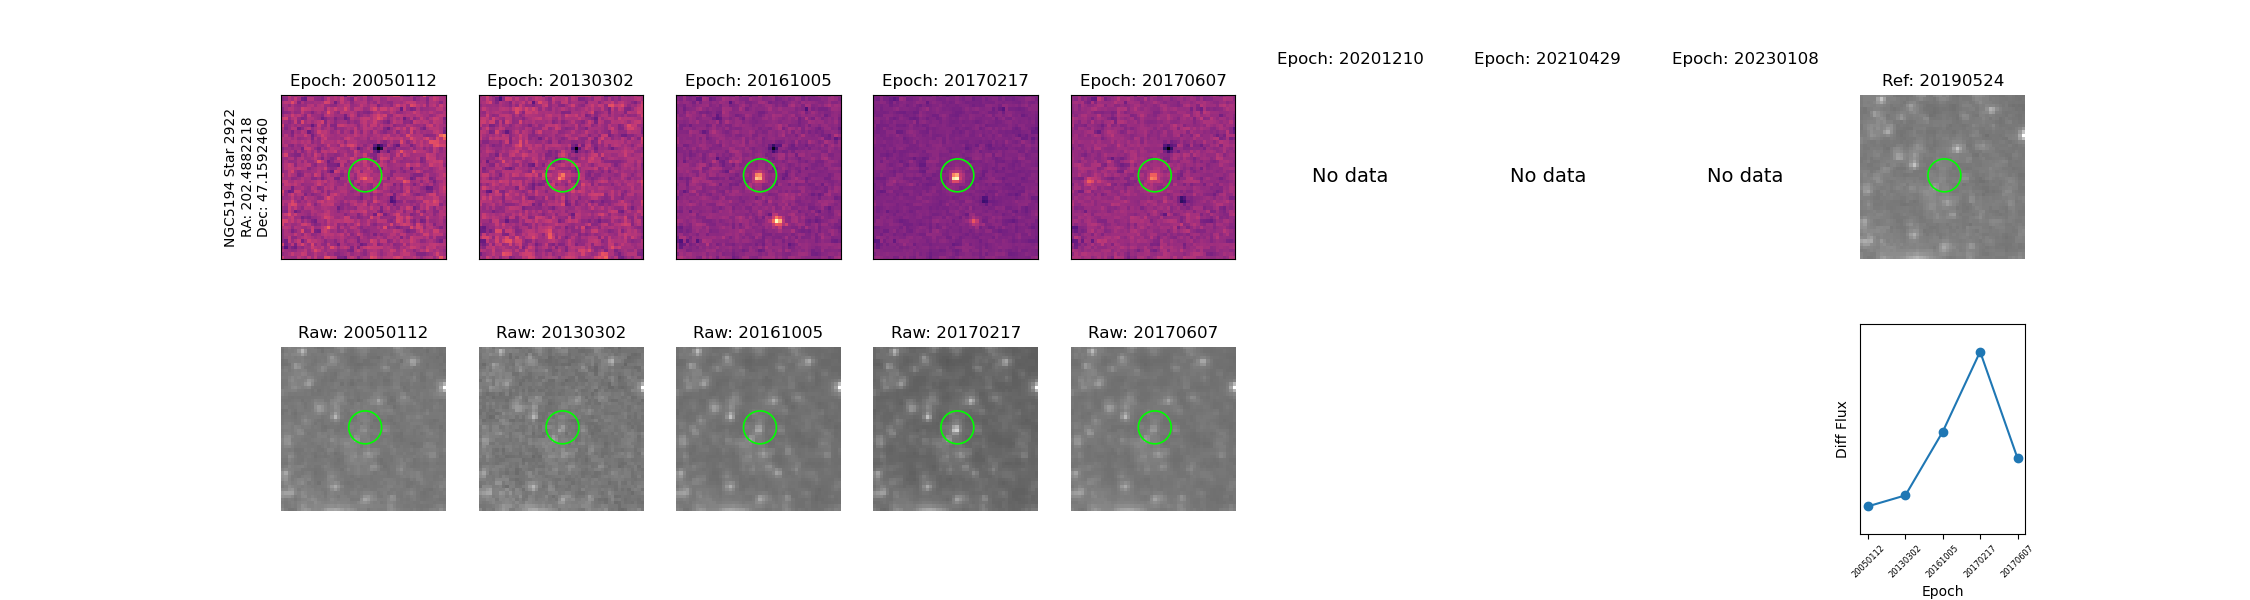 NGC5194 Star 2922
RA: 202.4882218
Dec: 47.1592460
Epoch: 20050112
Epoch: 20130302
Epoch: 20161005
Epoch: 20170217
Epoch: 20170607
Epoch: 20201210
Epoch: 20210429
Epoch: 20230108
Ref: 20190524
No data
No data
No data
Raw: 20050112
Raw: 20130302
Raw: 20161005
Raw: 20170217
Raw: 20170607
Diff Flux
20050112
20130302
20161005
20170217
20170607
Epoch